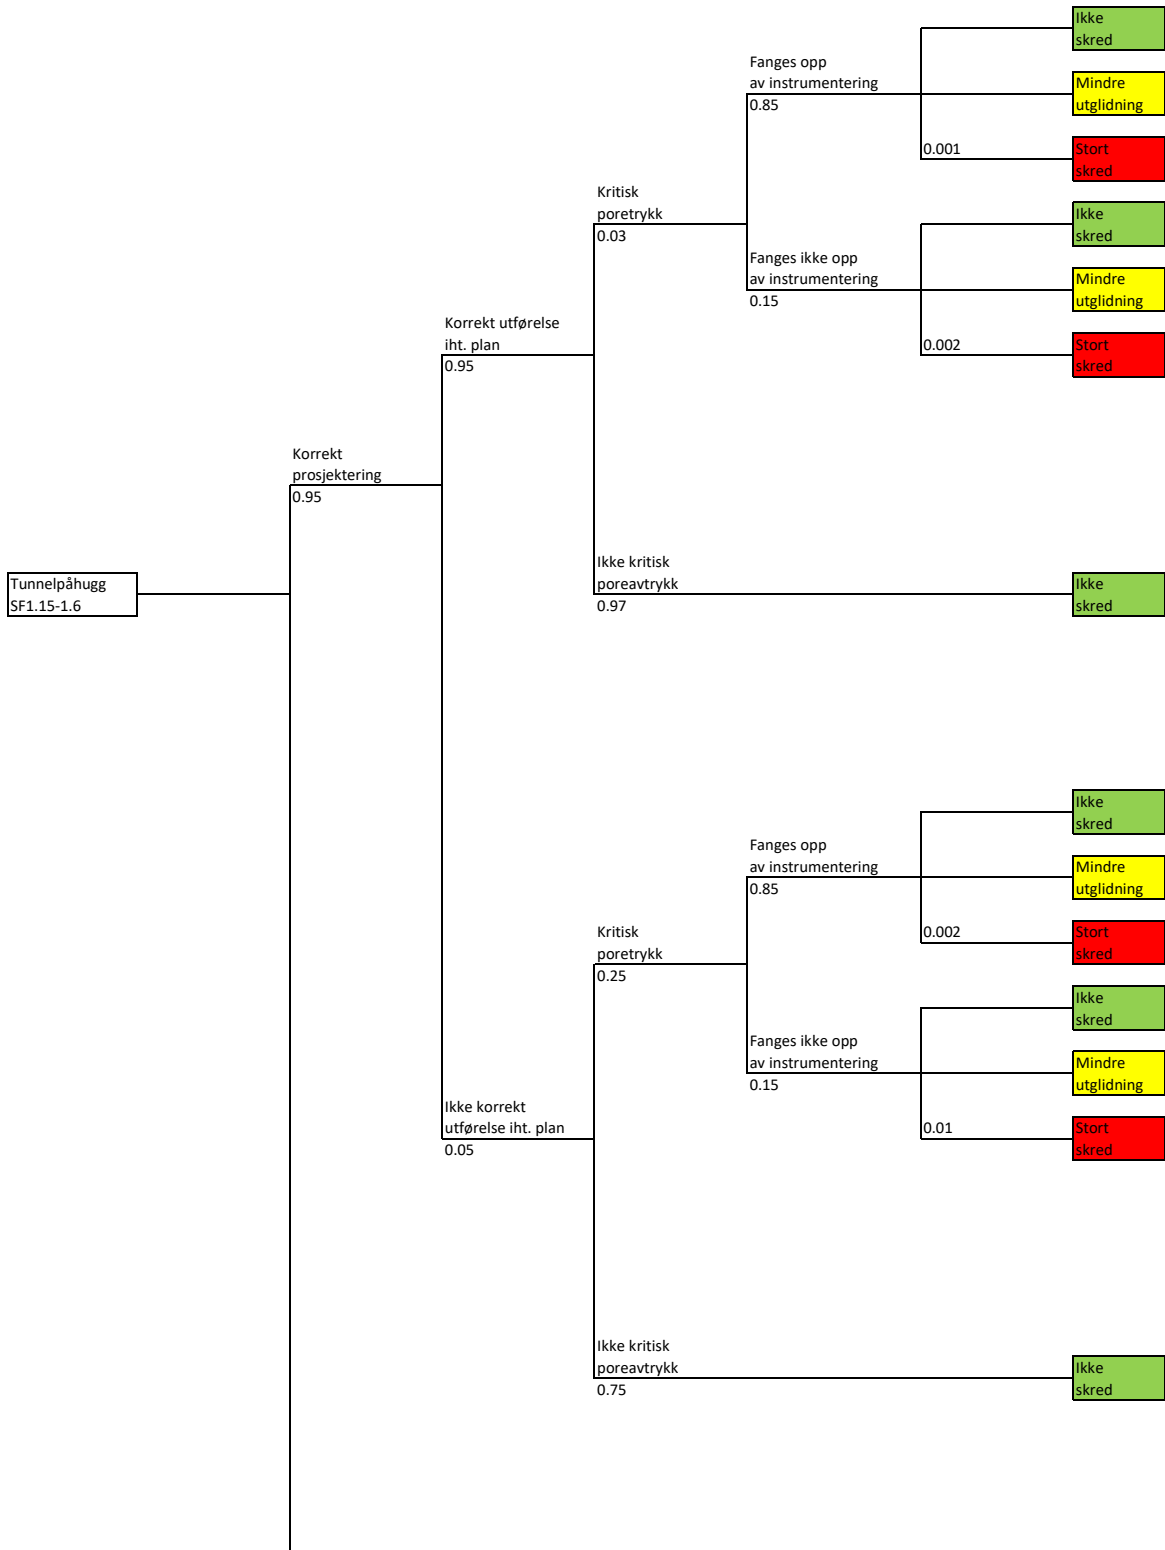 Ikke
skred
Fanges opp
av instrumentering
0.85
Mindre
utglidning
0.001
Stort
skred
Kritisk
poretrykk
0.03
Ikke
skred
Fanges ikke opp
av instrumentering
0.15
Mindre
utglidning
Korrekt utførelse
iht. plan
0.95
0.002
Stort
skred
Korrekt
prosjektering
0.95
Ikke kritisk
poreavtrykk
0.97
Ikke
skred
Tunnelpåhugg
SF1.15-1.6
Ikke
skred
Fanges opp
av instrumentering
0.85
Mindre
utglidning
Kritisk
poretrykk
0.25
0.002
Stort
skred
Ikke
skred
Fanges ikke opp
av instrumentering
0.15
Mindre
utglidning
Ikke korrekt
utførelse iht. plan
0.05
0.01
Stort
skred
Ikke kritisk
poreavtrykk
0.75
Ikke
skred